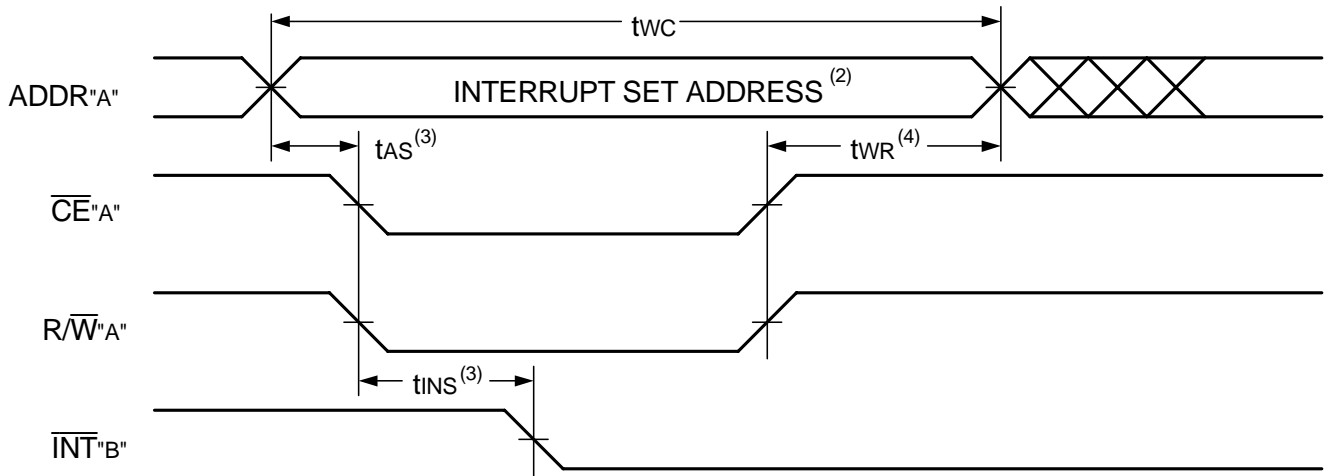 tWC
ADDR"A"
INTERRUPT SET ADDRESS (2)
tAS(3)
tWR(4)
CE"A"
R/W"A"
tINS(3)
INT"B"